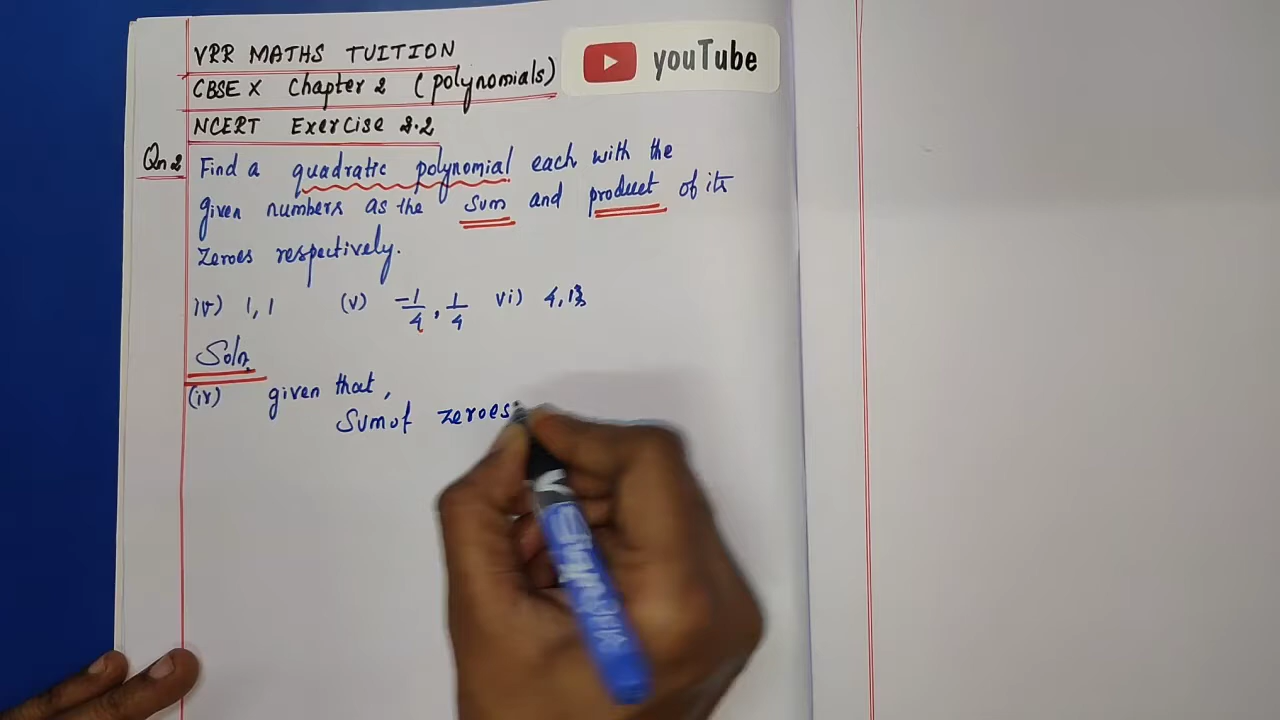 VRR MATHS TUITION
YouTube
CBSE X Chapter 2 (polynomials)
NCERT Exercise 2.2
Qn 2 Find a quadratic polynomial each with the
given numbers as the sum and product of its
zeroes respectively.
iv) 1, 1 (v) -1/4, 1/4 vi) 4, 1
Soln
(iv) given that,
Sum of zeroes